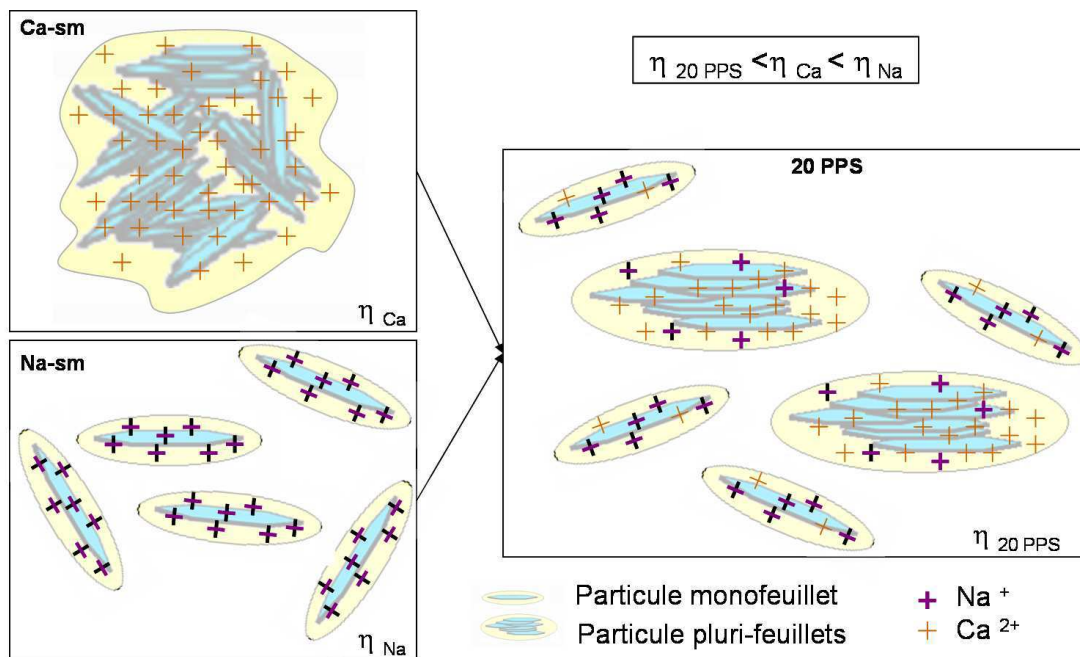 Ca-sm
η Ca
η 20 PPS < η Ca < η Na
Na-sm
η Na
20 PPS
η 20 PPS
Particule monofeuillet
Particule pluri-feuillets
Na +
Ca 2+